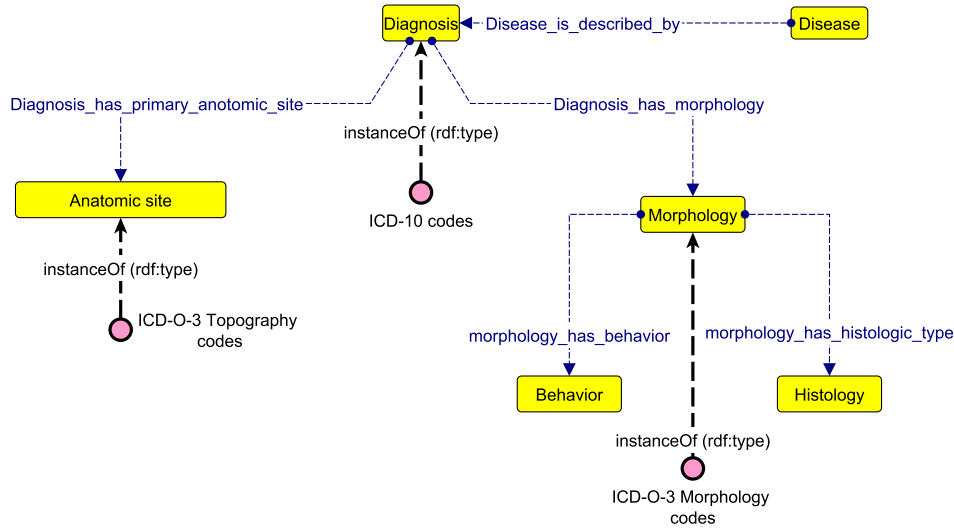 Diagnosis
Disease_is_described_by
Disease
Diagnosis_has_primary_anotomic_site
Diagnosis_has_morphology
instanceOf (rdf:type)
Anatomic site
ICD-10 codes
Morphology
instanceOf (rdf:type)
ICD-O-3 Topography
codes
morphology_has_behavior
morphology_has_histologic_type
Behavior
Histology
instanceOf (rdf:type)
ICD-O-3 Morphology
codes